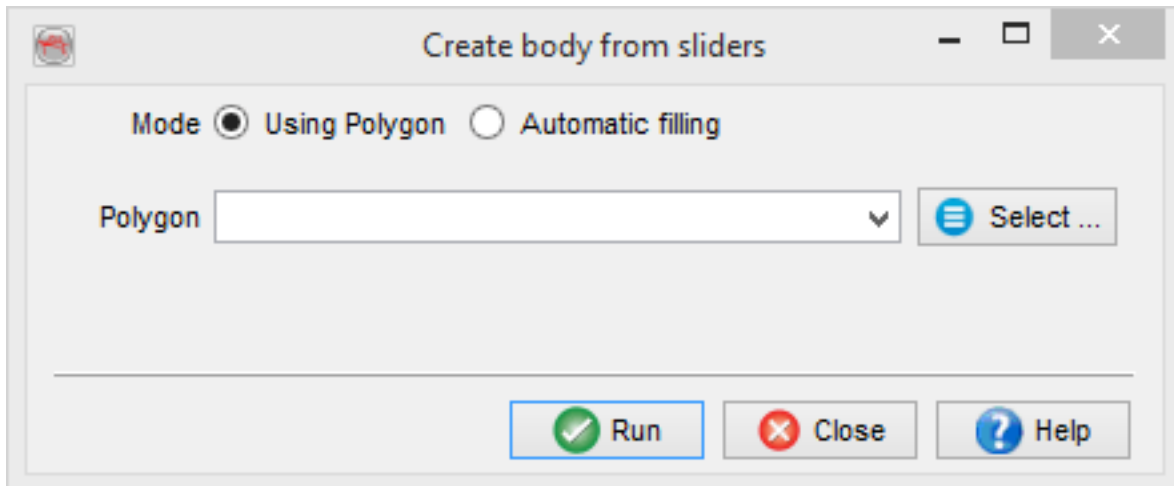 Create body from sliders
Mode Using Polygon Automatic filling
Polygon Select ...
Run Close Help